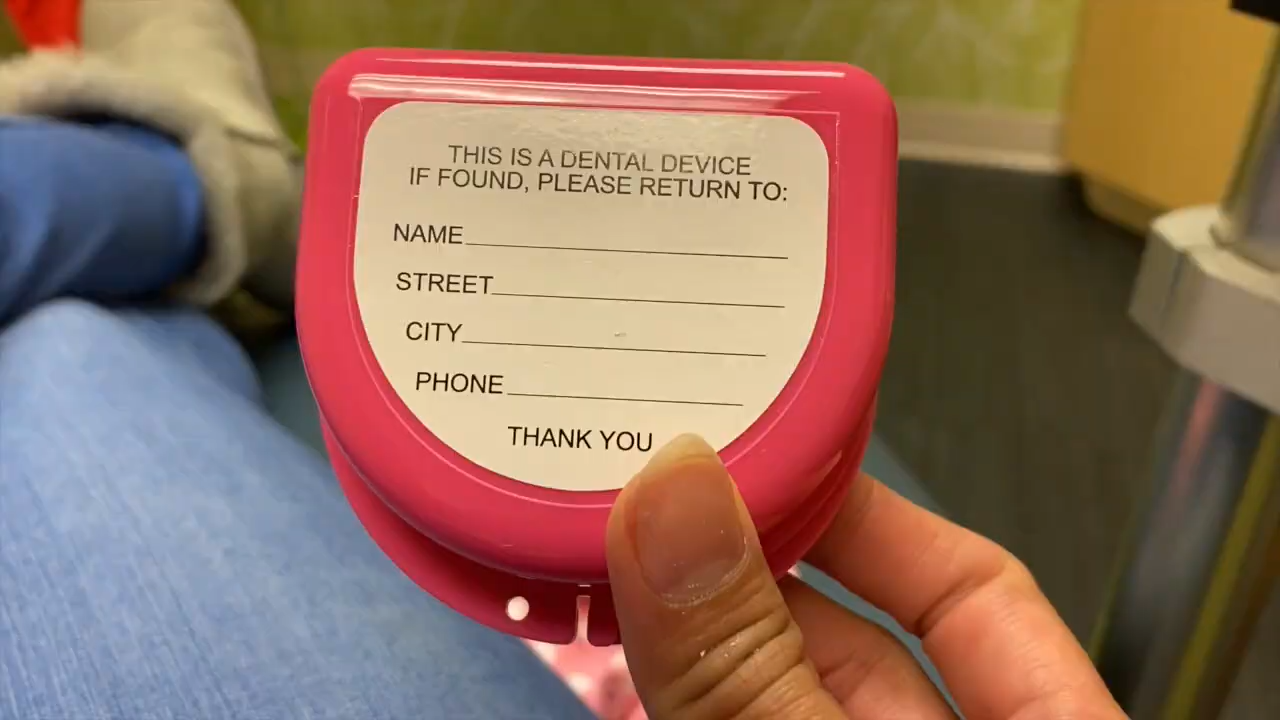 THIS IS A DENTAL DEVICE
IF FOUND, PLEASE RETURN TO:
NAME
STREET
CITY
PHONE
THANK YOU